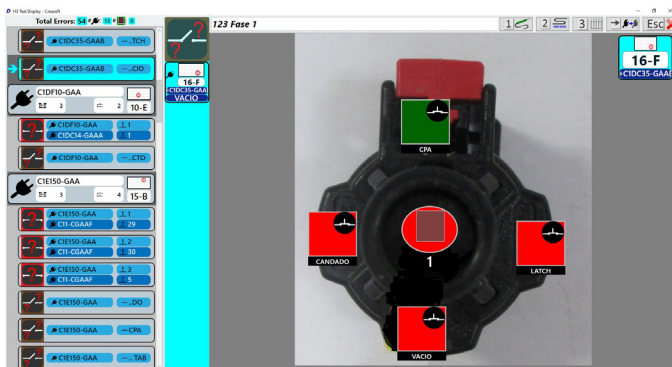 H3 Test Display - Cresosft
Total Errors: 54 # 13 # 0
123 Fase 1
1 2 3 Esc
C1DC35-GAAB —..TCH
C1DC35-GAAB —..CIO
C1DF10-GAA
3 2 10-E
C1DF10-GAA 1
C1DC14-GAAA 1
C1DF10-GAA —..CTO
C1E150-GAA
3 4 15-B
C1E150-GAA 1
C11-CGAAF 29
C1E150-GAA 2
C11-CGAAF 30
C1E150-GAA 3
C11-CGAAF 5
C1E150-GAA —..DO
C1E150-GAA —CPA
C1E150-GAA —.. TAB
16-F
C1DC35-GAAB
VACIO
CPA
CANDADO
1
LATCH
VACIO
16-F
C1DC35-GAAB